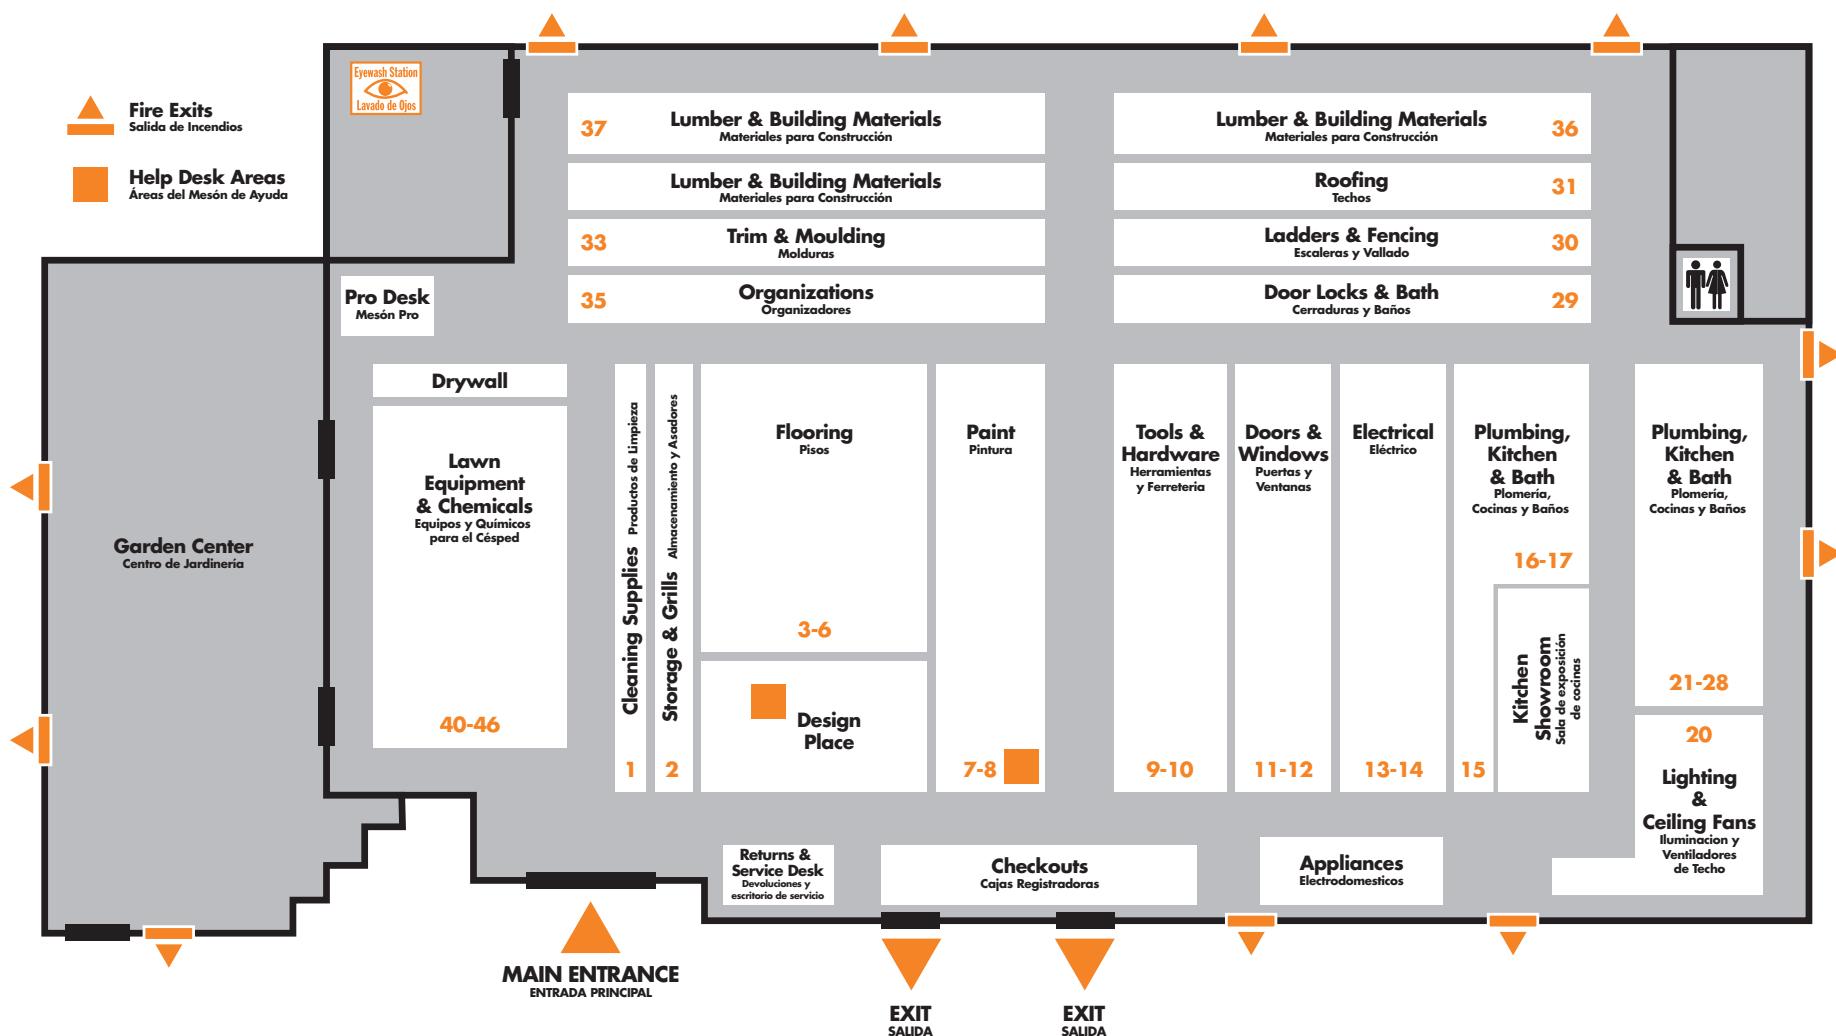 Eyewash Station
Lavado de Ojos
Fire Exits
Salida de Incendios
Help Desk Areas
Áreas del Mesón de Ayuda
37
Lumber & Building Materials
Materiales para Construcción
Lumber & Building Materials
Materiales para Construcción
36
Lumber & Building Materials
Materiales para Construcción
Roofing
Techos
31
33
Trim & Moulding
Molduras
Ladders & Fencing
Escaleras y Vallado
30
35
Organizations
Organizadores
Door Locks & Bath
Cerraduras y Baños
29
Pro Desk
Mesón Pro
Drywall
Lawn
Equipment
& Chemicals
Equipos y Químicos
para el Césped
40-46
Garden Center
Centro de Jardinería
Cleaning Supplies Productos de Limpieza
1
Storage & Grills Almacenamiento y Asadores
2
Flooring
Pisos
3-6
Design
Place
Paint
Pintura
7-8
Tools &
Hardware
Herramientas
y Ferretería
9-10
Doors &
Windows
Puertas y
Ventanas
11-12
Electrical
Eléctrico
13-14
Plumbing,
Kitchen
& Bath
Plomería,
Cocinas y Baños
16-17
15
Kitchen
Showroom
Sala de exposición
de cocinas
Plumbing,
Kitchen
& Bath
Plomería,
Cocinas y Baños
21-28
20
Lighting
&
Ceiling Fans
Iluminacion y
Ventiladores
de Techo
Returns &
Service Desk
Devoluciones y
escritorio de servicio
Checkouts
Cajas Registradoras
Appliances
Electrodomesticos
MAIN ENTRANCE
ENTRADA PRINCIPAL
EXIT
SALIDA
EXIT
SALIDA